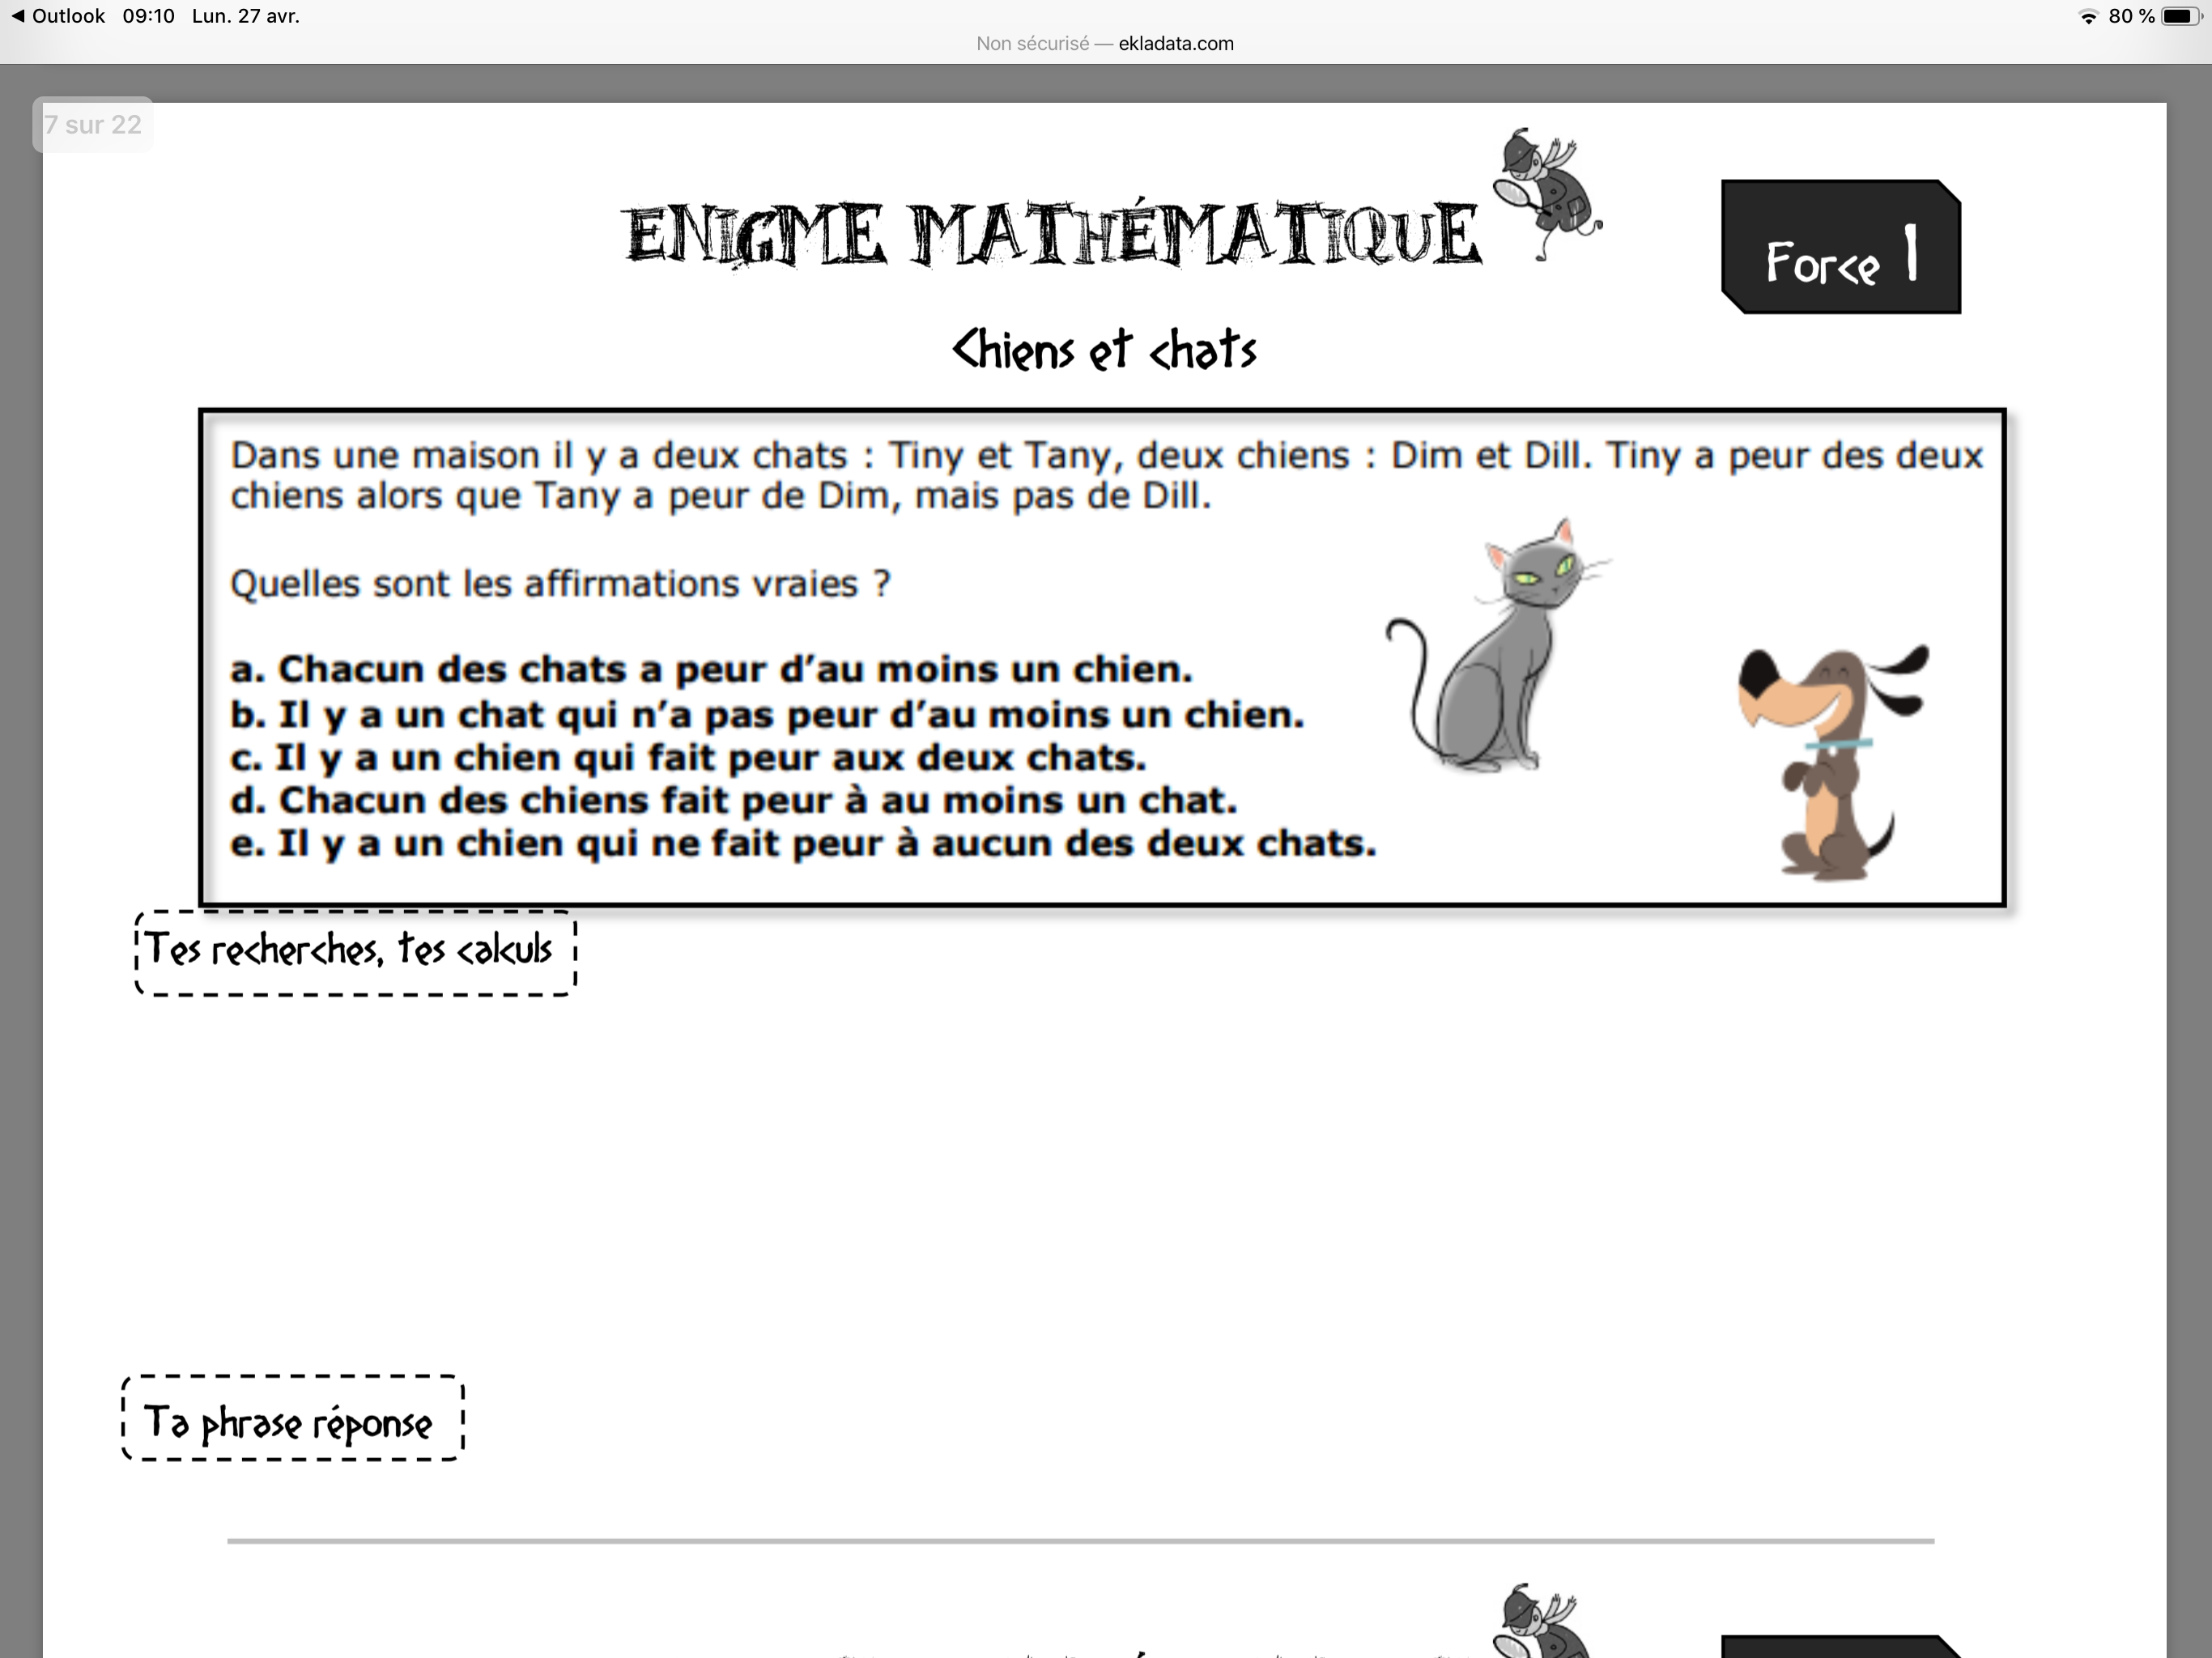 Outlook 09:10 Lun. 27 avr.
80 %
Non sécurisé — ekladata.com
7 sur 22
ENIGME MATHÉMATIQUE
Force 1
Chiens et chats
Dans une maison il y a deux chats : Tiny et Tany, deux chiens : Dim et Dill. Tiny a peur des deux
chiens alors que Tany a peur de Dim, mais pas de Dill.
Quelles sont les affirmations vraies ?
a. Chacun des chats a peur d’au moins un chien.
b. Il y a un chat qui n’a pas peur d’au moins un chien.
c. Il y a un chien qui fait peur aux deux chats.
d. Chacun des chiens fait peur à au moins un chat.
e. Il y a un chien qui ne fait peur à aucun des deux chats.
Tes recherches, tes calculs
Ta phrase réponse